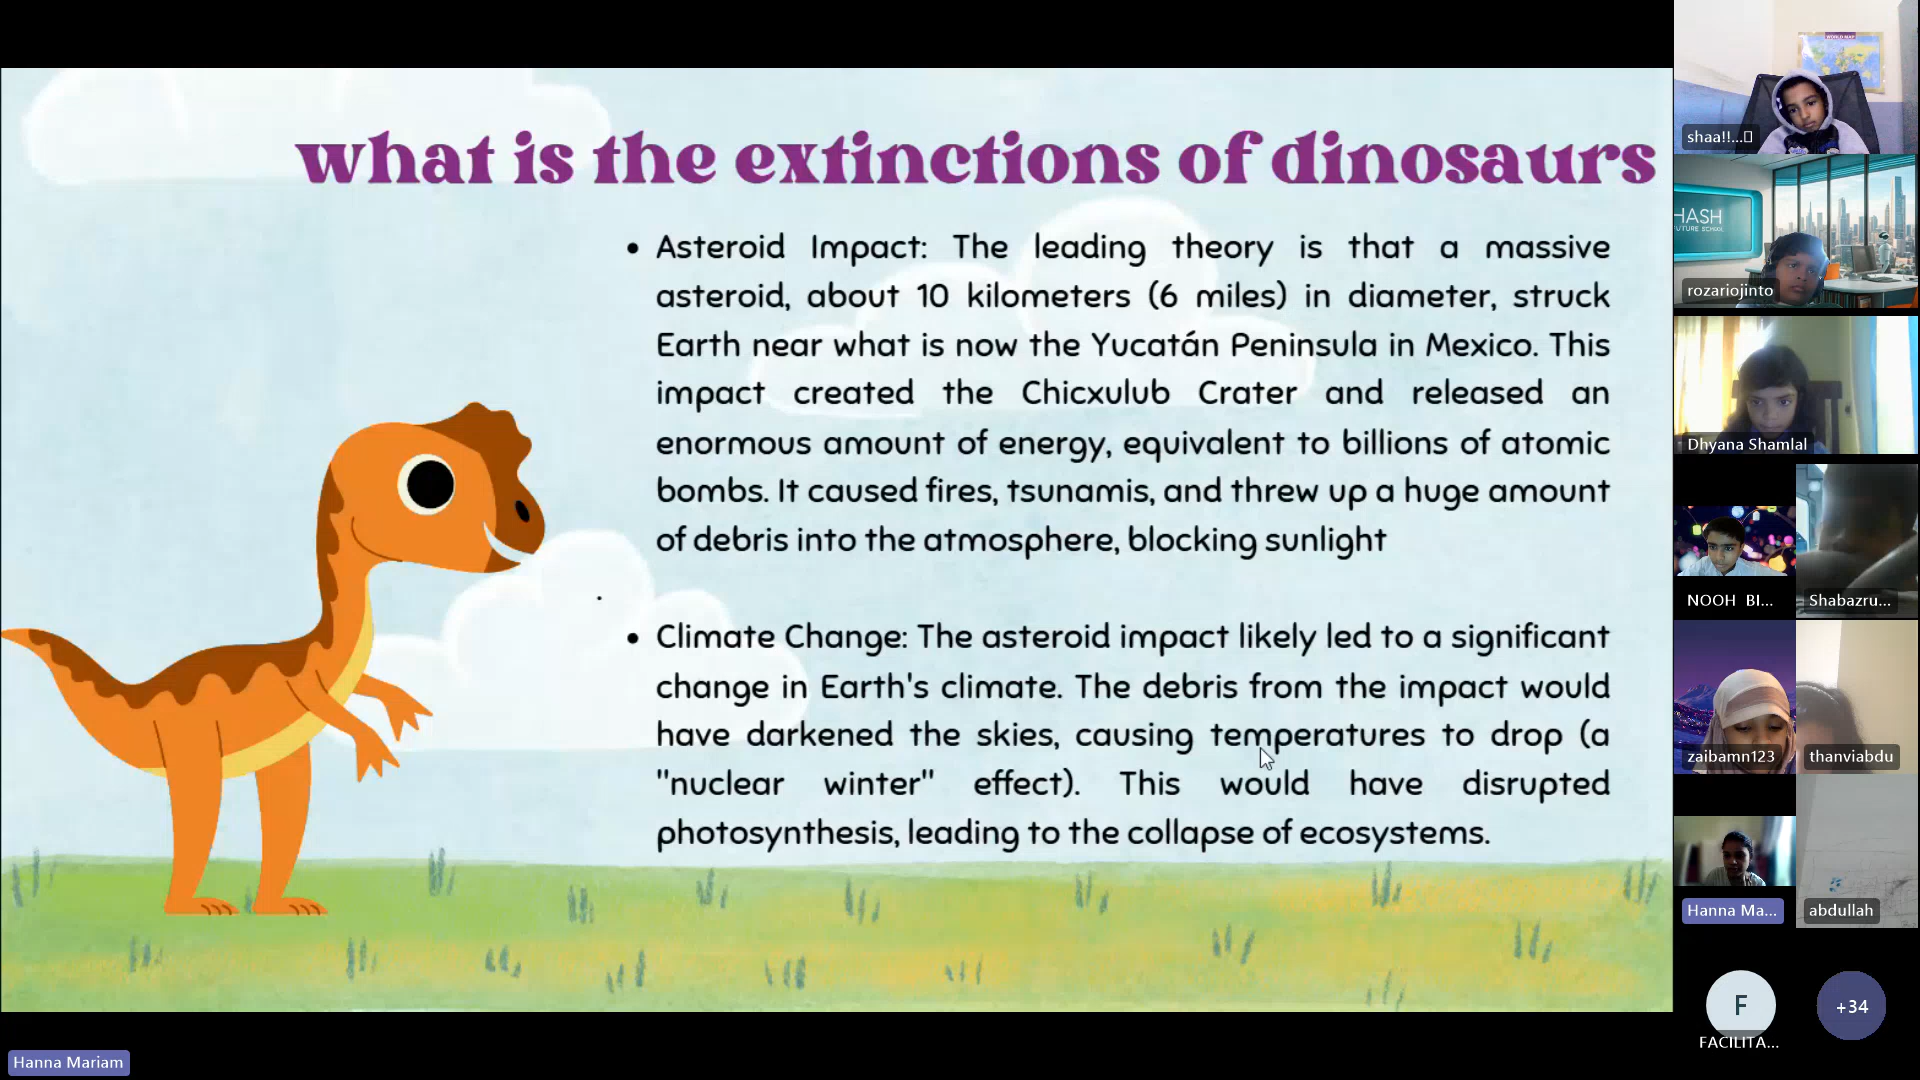 what is the extinctions of dinosaurs
• Asteroid Impact: The leading theory is that a massive
asteroid, about 10 kilometers (6 miles) in diameter, struck
Earth near what is now the Yucatán Peninsula in Mexico. This
impact created the Chicxulub Crater and released an
enormous amount of energy, equivalent to billions of atomic
bombs. It caused fires, tsunamis, and threw up a huge amount
of debris into the atmosphere, blocking sunlight
• Climate Change: The asteroid impact likely led to a significant
change in Earth's climate. The debris from the impact would
have darkened the skies, causing temperatures to drop (a
"nuclear winter" effect). This would have disrupted
photosynthesis, leading to the collapse of ecosystems.
Hanna Mariam
WORLD MAP
shaa!!...
HASH
FUTURE SCHOOL
rozariojinto
Dhyana Shamlal
NOOH BI...
Shabazru...
zaibamn123
thanviabdu
Hanna Ma...
abdullah
F
FACILITA...
+34